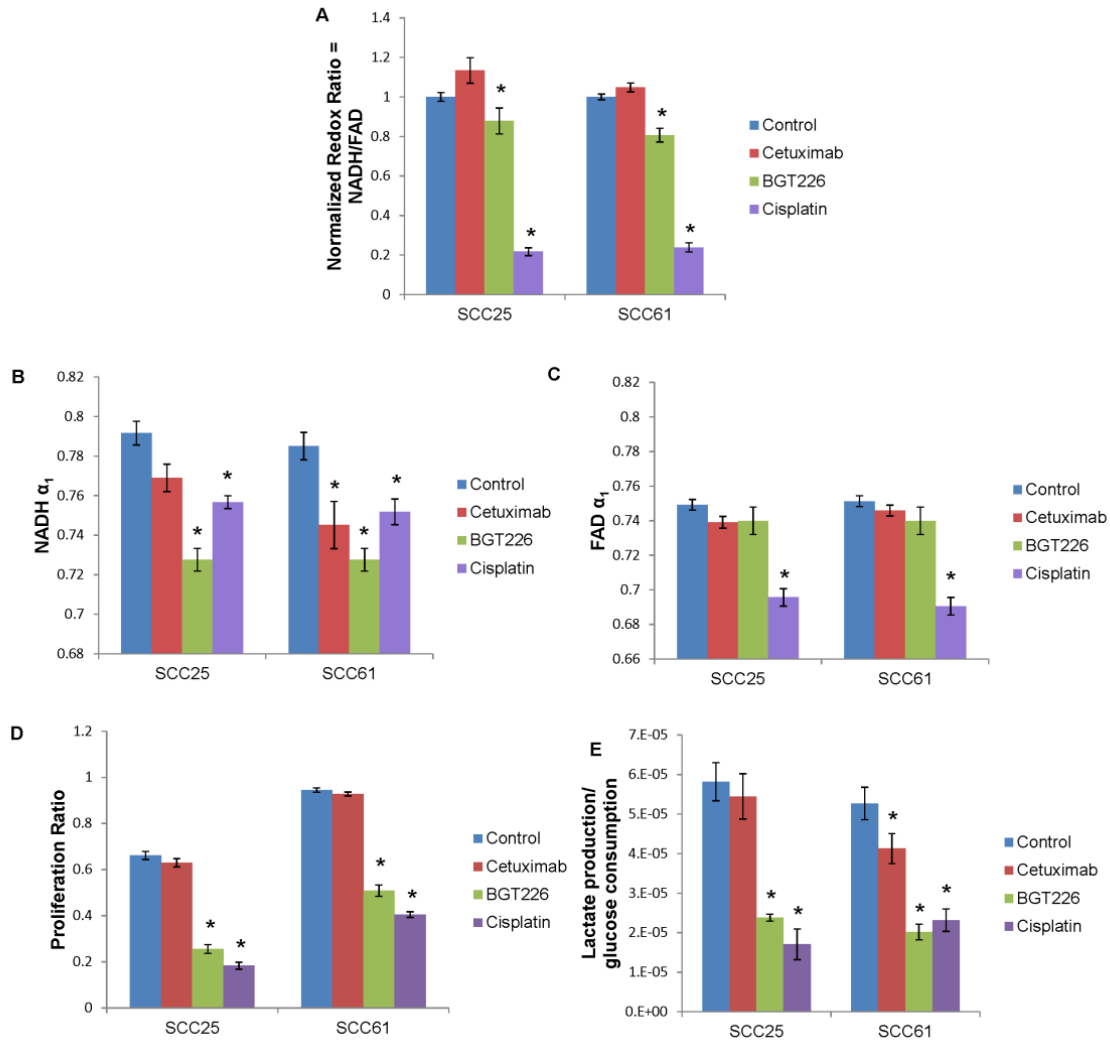 A
Normalized Redox Ratio =
NADH/FAD
1.4
1.2
1
0.8
0.6
0.4
0.2
0
*
*
*
*
SCC25
SCC61
Control
Cetuximab
BGT226
Cisplatin
B
NADH α1
0.82
0.8
0.78
0.76
0.74
0.72
0.7
0.68
*
*
*
*
*
SCC25
SCC61
Control
Cetuximab
BGT226
Cisplatin
C
FAD α1
0.82
0.8
0.78
0.76
0.74
0.72
0.7
0.68
0.66
*
*
SCC25
SCC61
Control
Cetuximab
BGT226
Cisplatin
D
Proliferation Ratio
1.2
1
0.8
0.6
0.4
0.2
0
*
*
*
*
SCC25
SCC61
Control
Cetuximab
BGT226
Cisplatin
E
Lactate production/
glucose consumption
7.E-05
6.E-05
5.E-05
4.E-05
3.E-05
2.E-05
1.E-05
0.E+00
*
*
*
*
*
SCC25
SCC61
Control
Cetuximab
BGT226
Cisplatin